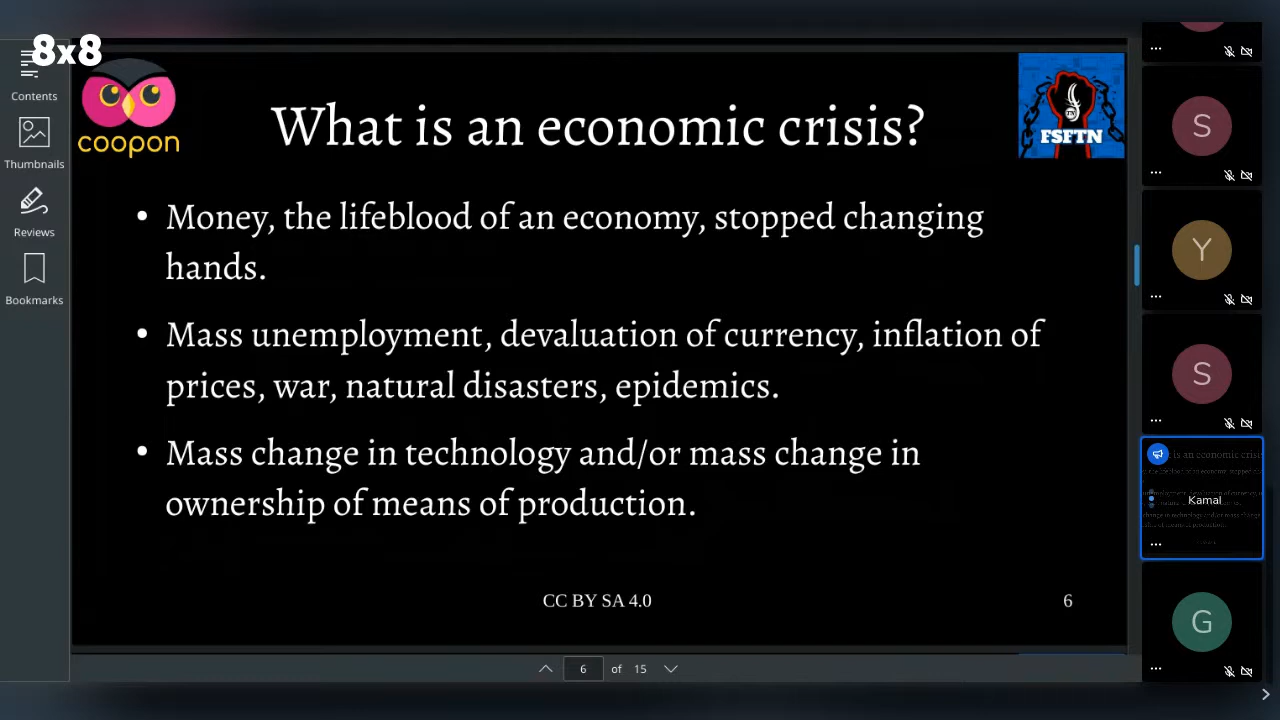 8x8
Contents
Thumbnails
Reviews
Bookmarks
coopon
What is an economic crisis?
FSFTN
• Money, the lifeblood of an economy, stopped changing
hands.
• Mass unemployment, devaluation of currency, inflation of
prices, war, natural disasters, epidemics.
• Mass change in technology and/or mass change in
ownership of means of production.
CC BY SA 4.0
6
6 of 15
S
Y
S
Kamal
G